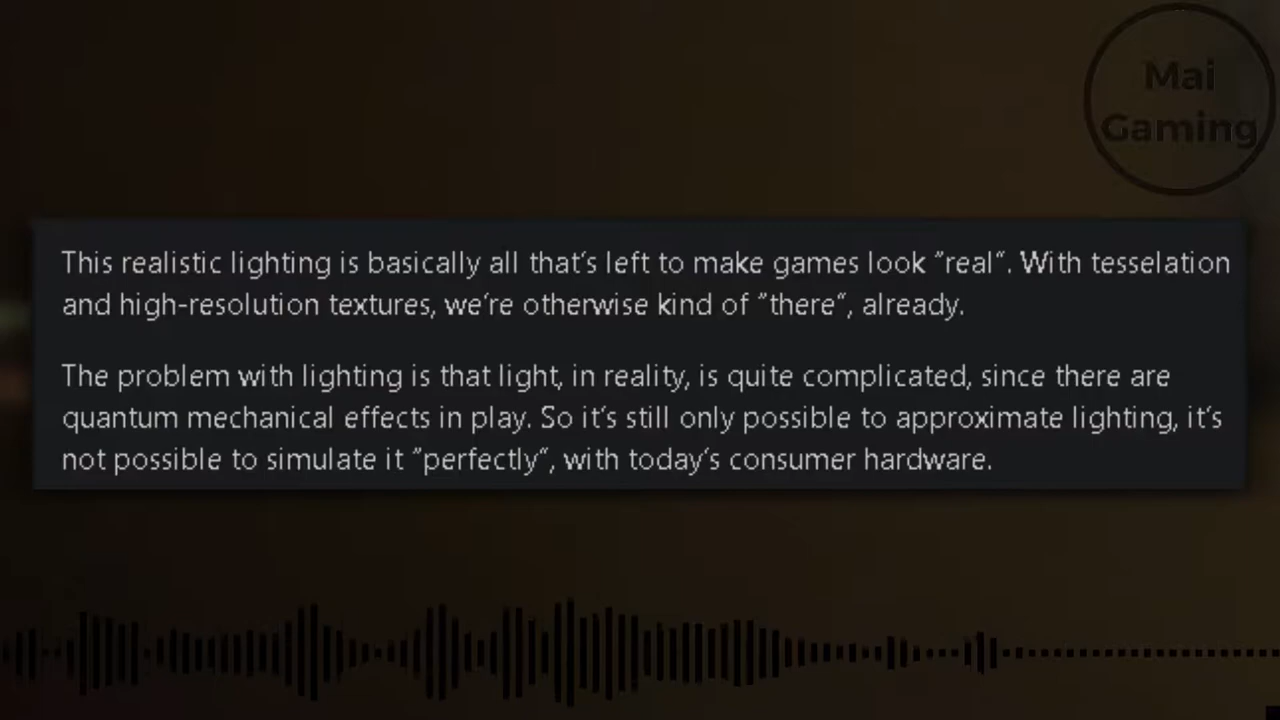 Mai
Gaming
This realistic lighting is basically all that's left to make games look "real". With tesselation
and high-resolution textures, we're otherwise kind of "there", already.
The problem with lighting is that light, in reality, is quite complicated, since there are
quantum mechanical effects in play. So it's still only possible to approximate lighting, it's
not possible to simulate it "perfectly", with today's consumer hardware.